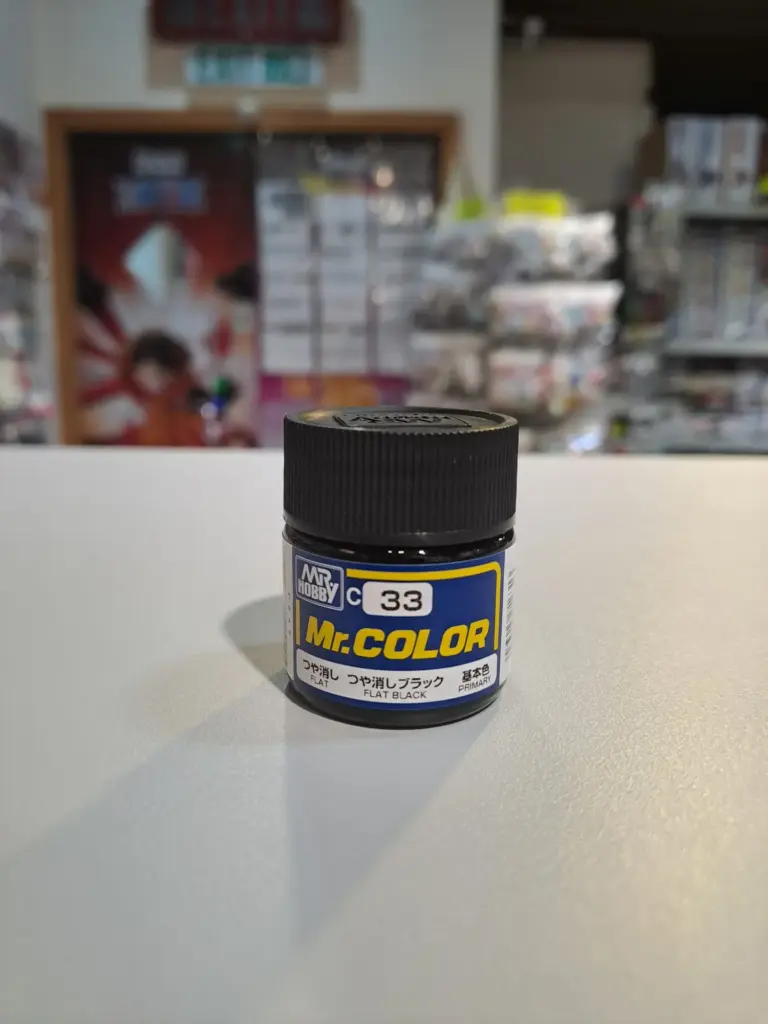 MR
HOBBY
C 33
Mr.COLOR
つや消し つや消しブラック 基本色
FLAT FLAT BLACK PRIMARY